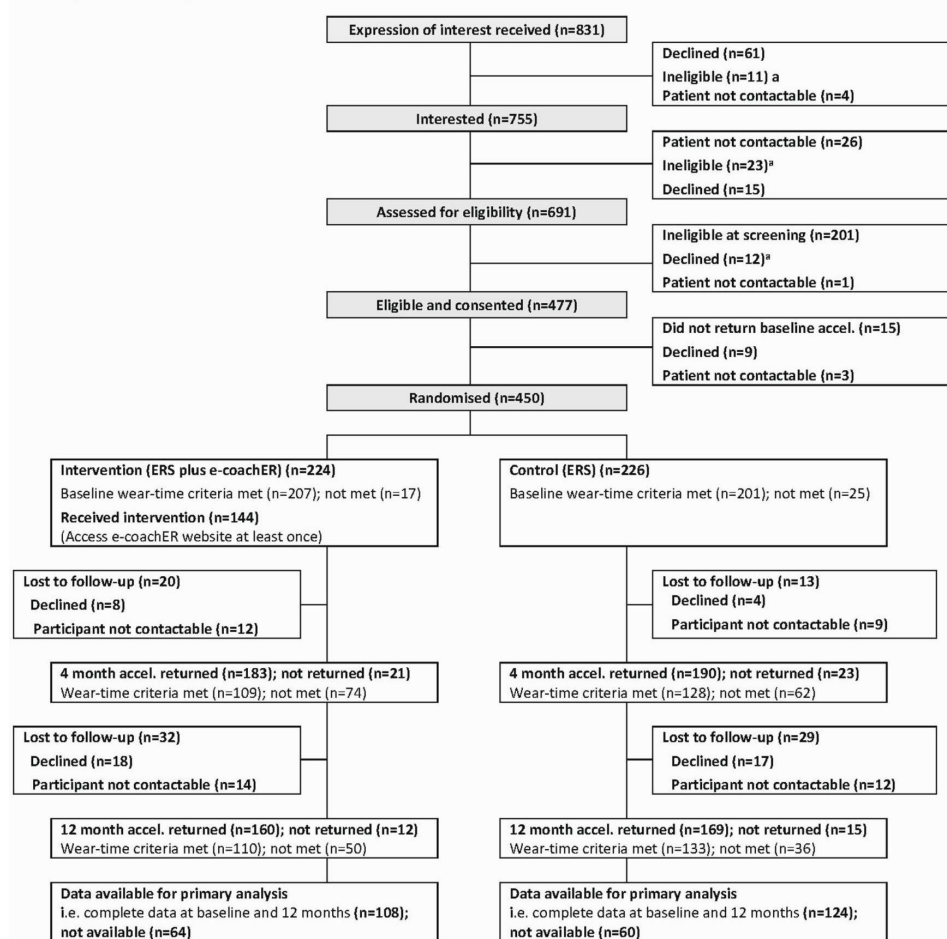 Expression of interest received (n=831)
Declined (n=61)
Ineligible (n=11) a
Patient not contactable (n=4)
Interested (n=755)
Patient not contactable (n=26)
Ineligible (n=23)ª
Declined (n=15)
Assessed for eligibility (n=691)
Ineligible at screening (n=201)
Declined (n=12)ª
Patient not contactable (n=1)
Eligible and consented (n=477)
Did not return baseline accel. (n=15)
Declined (n=9)
Patient not contactable (n=3)
Randomised (n=450)
Intervention (ERS plus e-coachER) (n=224)
Baseline wear-time criteria met (n=207); not met (n=17)
Received intervention (n=144)
(Access e-coachER website at least once)
Control (ERS) (n=226)
Baseline wear-time criteria met (n=201); not met (n=25)
Lost to follow-up (n=20)
Declined (n=8)
Participant not contactable (n=12)
Lost to follow-up (n=13)
Declined (n=4)
Participant not contactable (n=9)
4 month accel. returned (n=183); not returned (n=21)
Wear-time criteria met (n=109); not met (n=74)
4 month accel. returned (n=190); not returned (n=23)
Wear-time criteria met (n=128); not met (n=62)
Lost to follow-up (n=32)
Declined (n=18)
Participant not contactable (n=14)
Lost to follow-up (n=29)
Declined (n=17)
Participant not contactable (n=12)
12 month accel. returned (n=160); not returned (n=12)
Wear-time criteria met (n=110); not met (n=50)
12 month accel. returned (n=169); not returned (n=15)
Wear-time criteria met (n=133); not met (n=36)
Data available for primary analysis
i.e. complete data at baseline and 12 months (n=108);
not available (n=64)
Data available for primary analysis
i.e. complete data at baseline and 12 months (n=124);
not available (n=60)